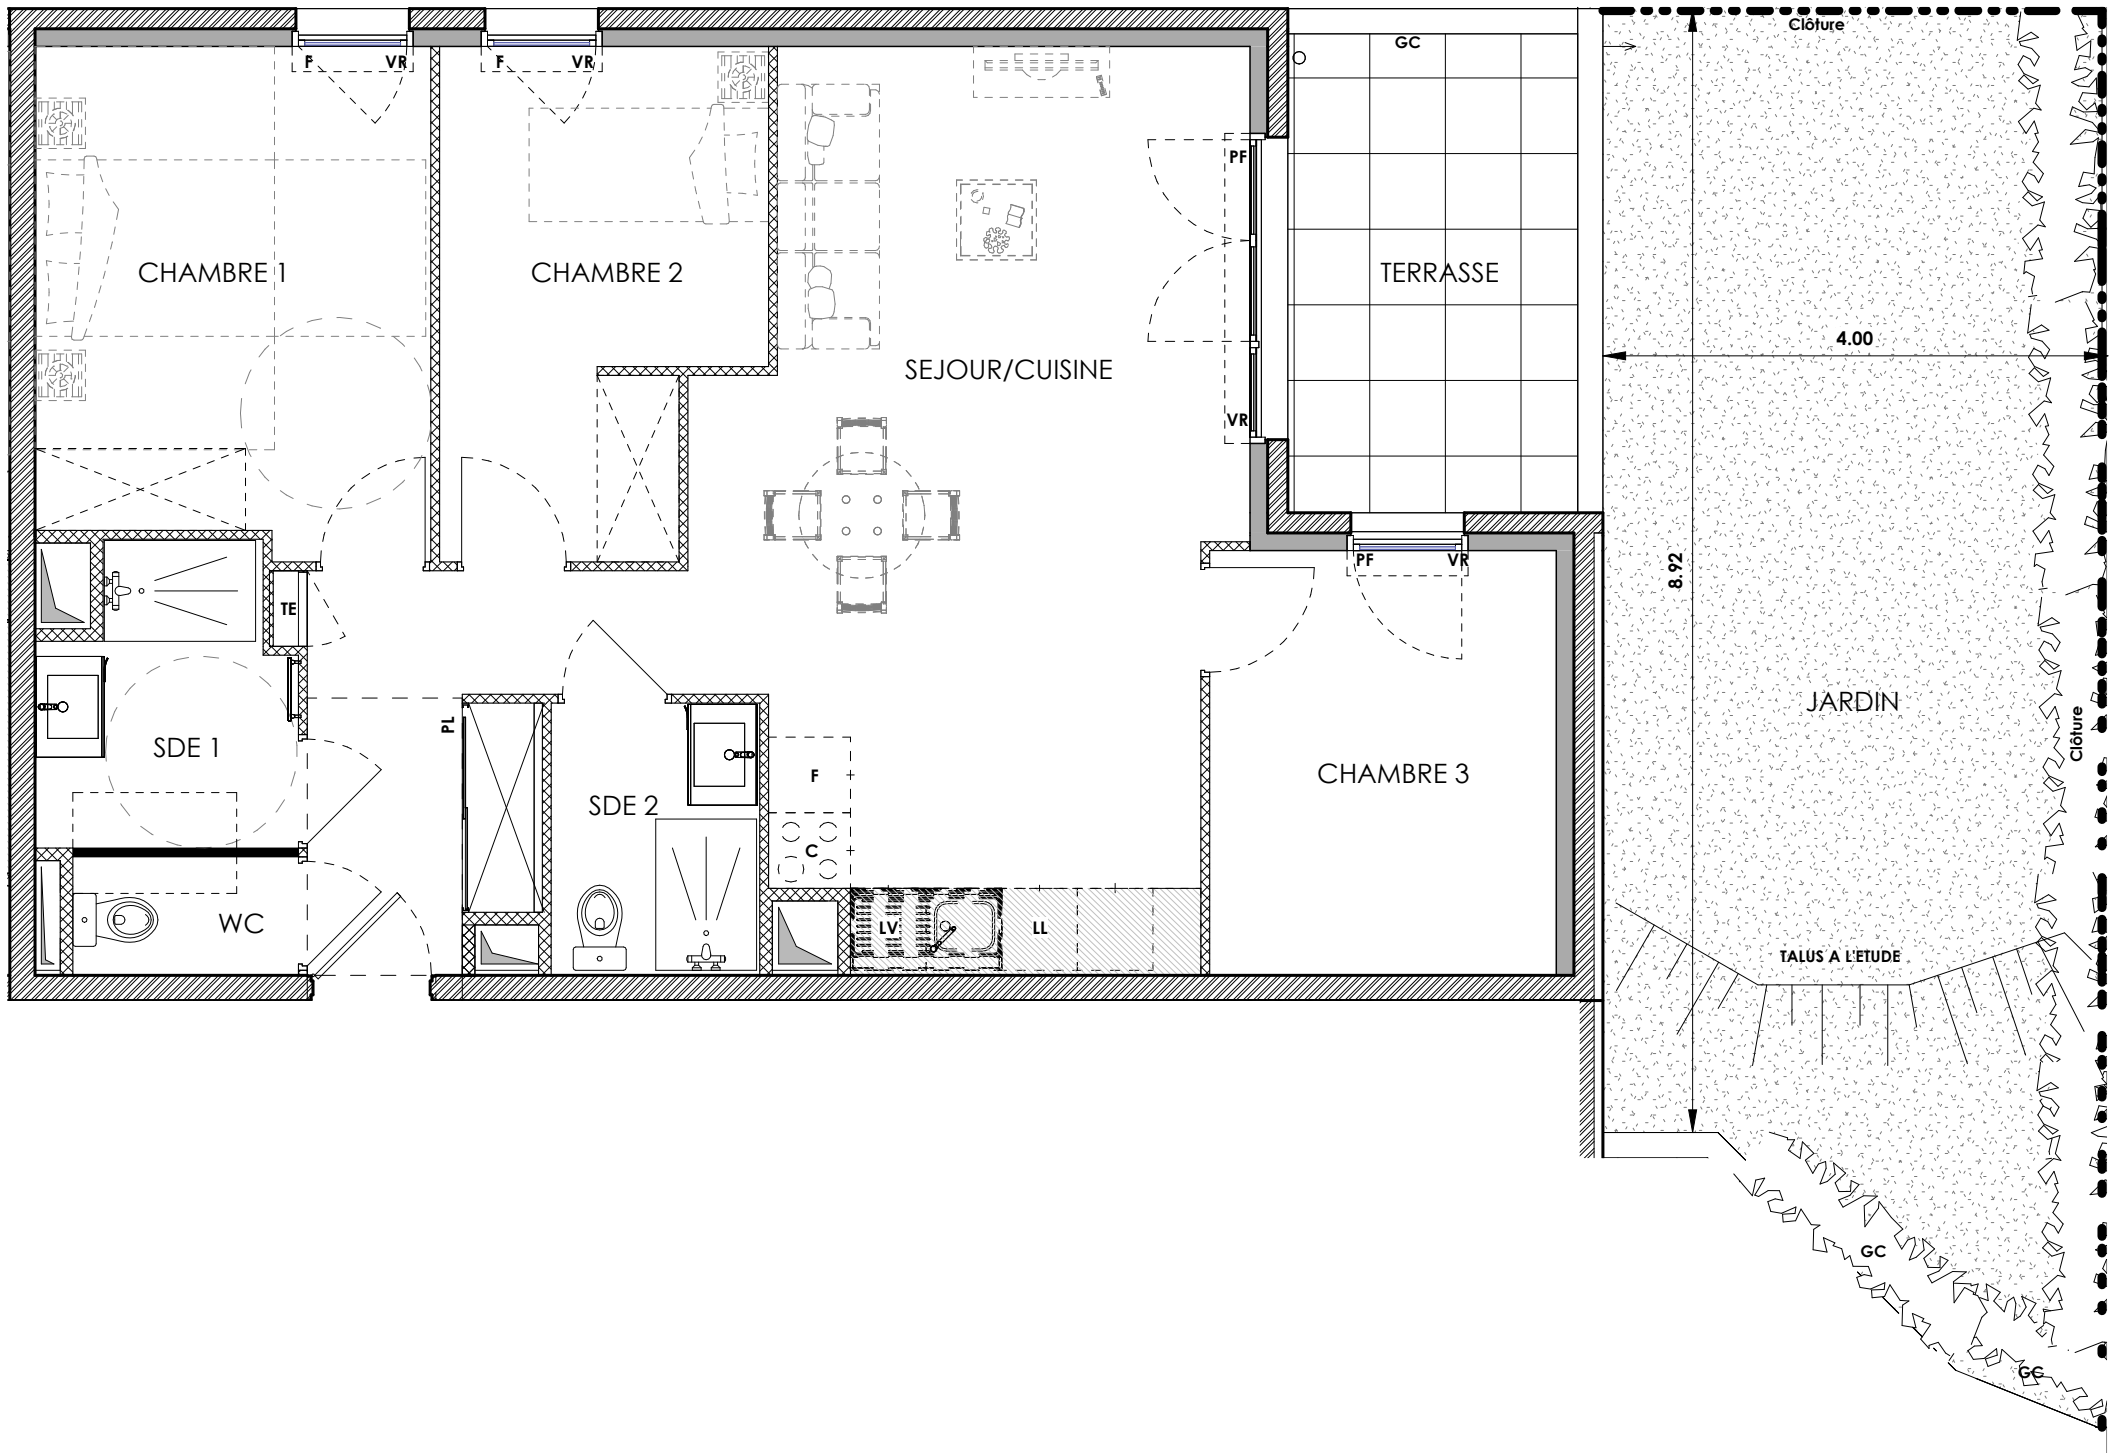 Clôture
GC
F
VR
F
VR
PF
CHAMBRE 1
CHAMBRE 2
TERRASSE
4.00
SEJOUR/CUISINE
VR
PF
VR
8.92
TE
JARDIN
Clôture
PL
SDE 1
F
CHAMBRE 3
SDE 2
C
WC
LV
LL
TALUS A L'ETUDE
GC
GC